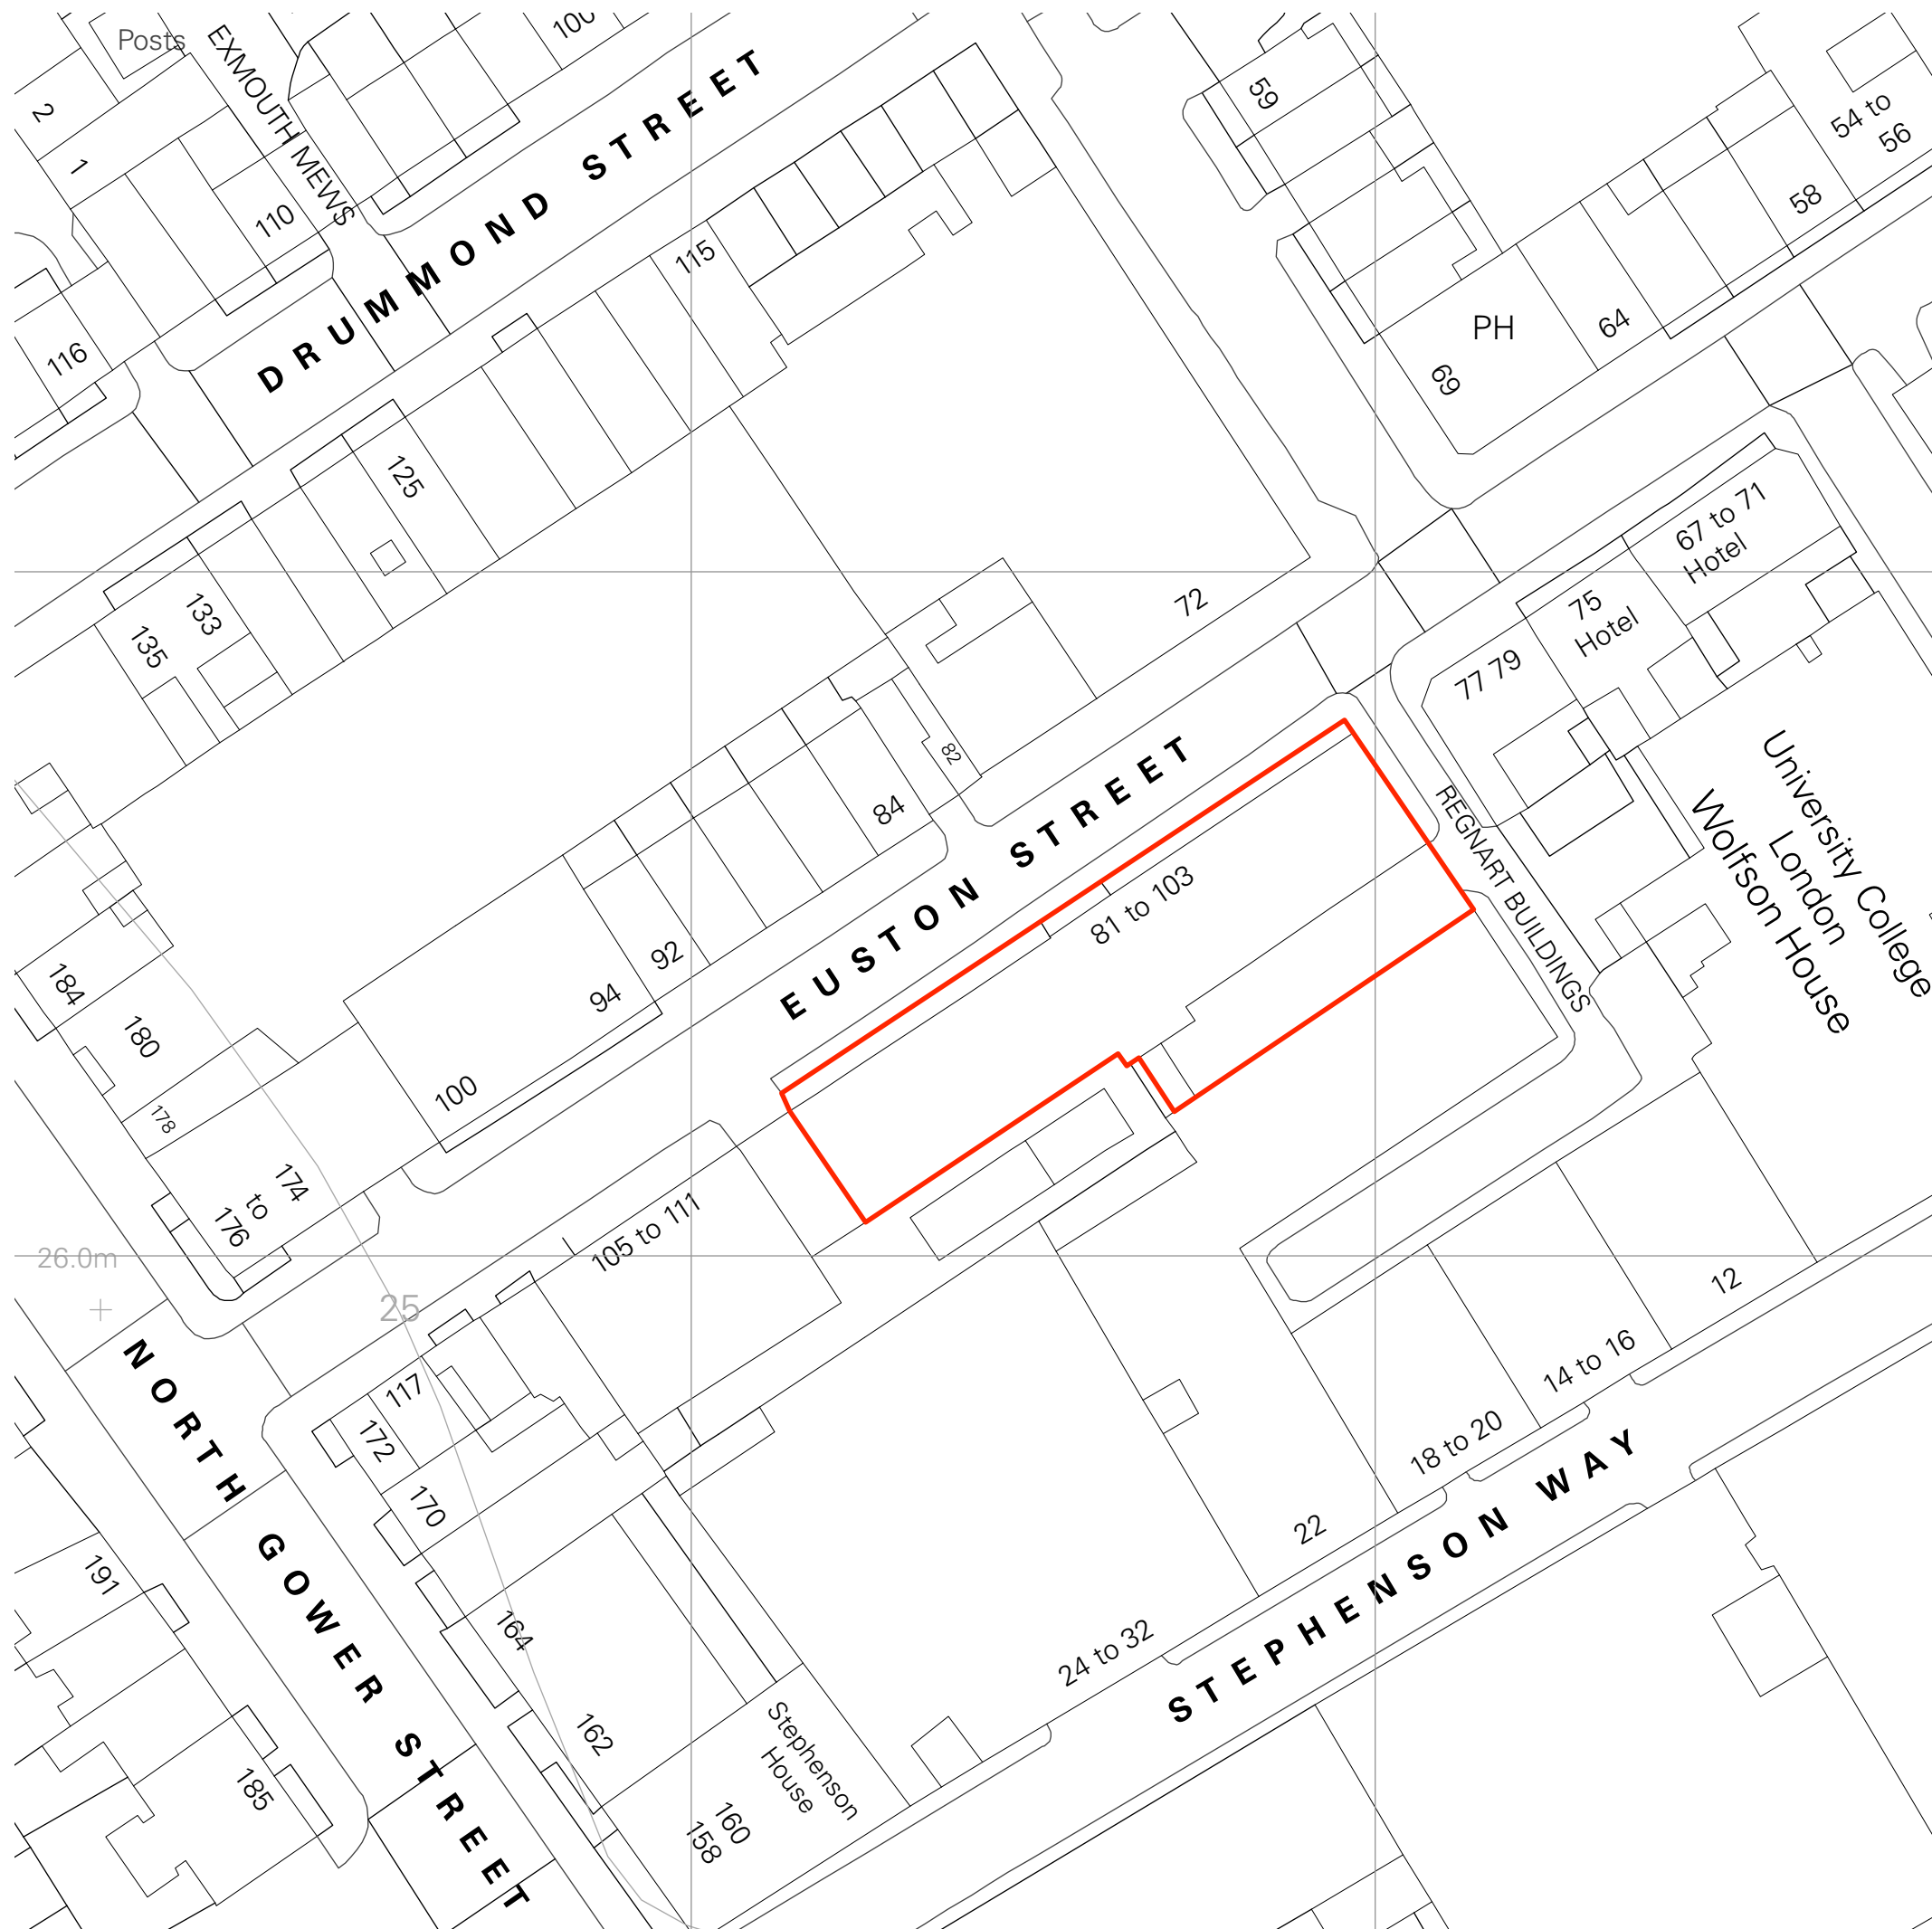 Posts
EXMOUTH MEWS
100
2
1
110
116
DRUMMOND STREET
115
59
54 to
56
58
64
PH
69
125
133
135
67 to 71
Hotel
75
Hotel
77 79
72
82
84
EUSTON STREET
81 to 103
REGNART BUILDINGS
University College
London
Wolfson House
92
94
100
184
180
178
174
to
176
26.0m
25
105 to 111
117
172
170
NORTH GOWER STREET
191
185
164
162
160
158
Stephenson
House
24 to 32
22
18 to 20
14 to 16
12
STEPHENSON WAY